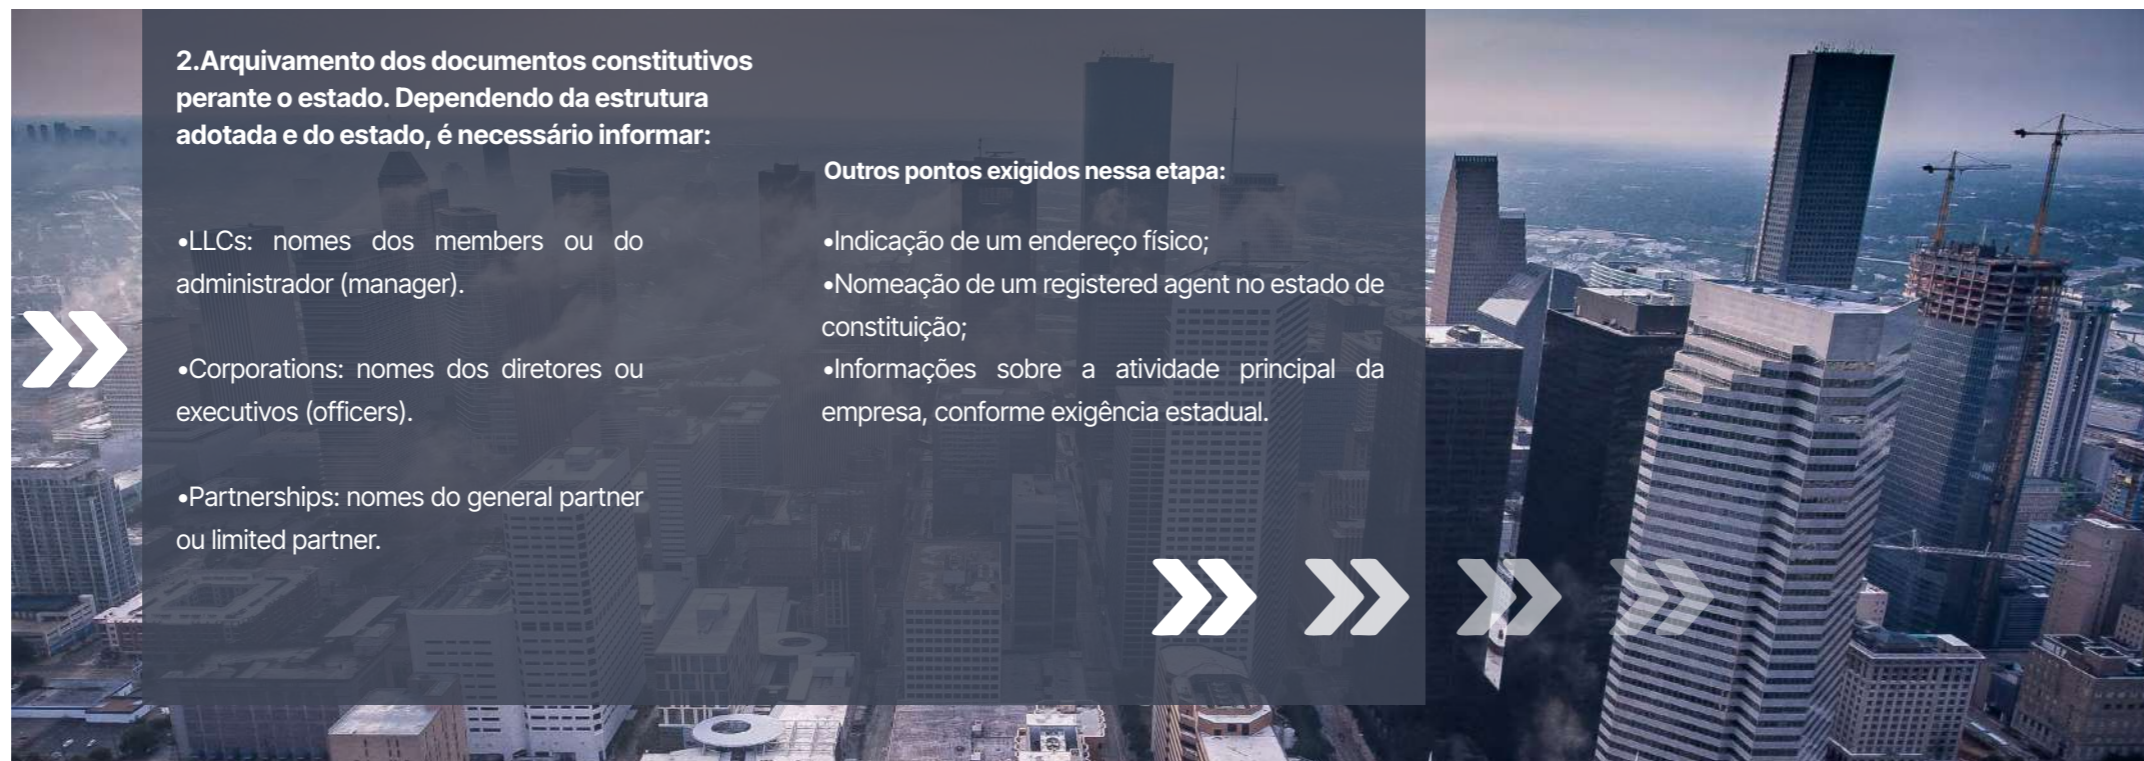 2.Arquivamento dos documentos constitutivos
perante o estado. Dependendo da estrutura
adotada e do estado, é necessário informar:
•LLCs: nomes dos members ou do
administrador (manager).
•Corporations: nomes dos diretores ou
executivos (officers).
•Partnerships: nomes do general partner
ou limited partner.
Outros pontos exigidos nessa etapa:
•Indicação de um endereço físico;
•Nomeação de um registered agent no estado de
constituição;
•Informações sobre a atividade principal da
empresa, conforme exigência estadual.